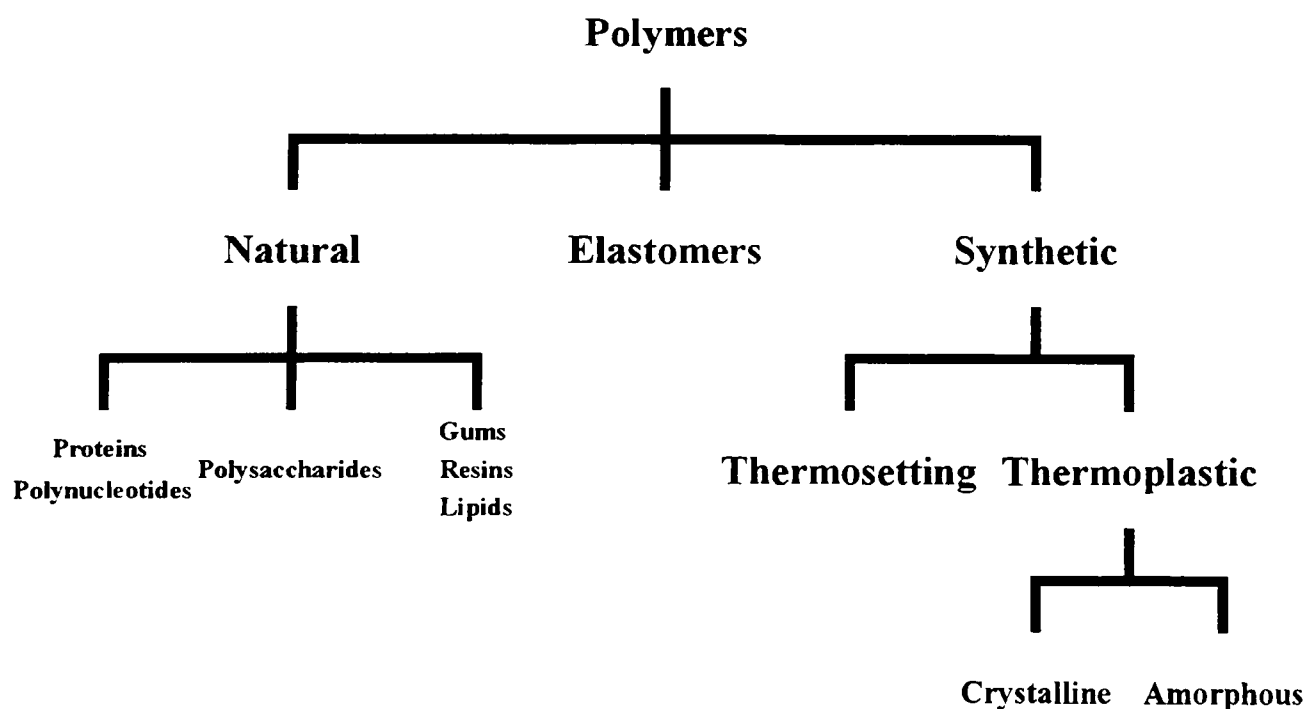 Polymers
Natural
Elastomers
Synthetic
Proteins
Polynucleotides
Polysaccharides
Gums
Resins
Lipids
Thermosetting
Thermoplastic
Crystalline
Amorphous